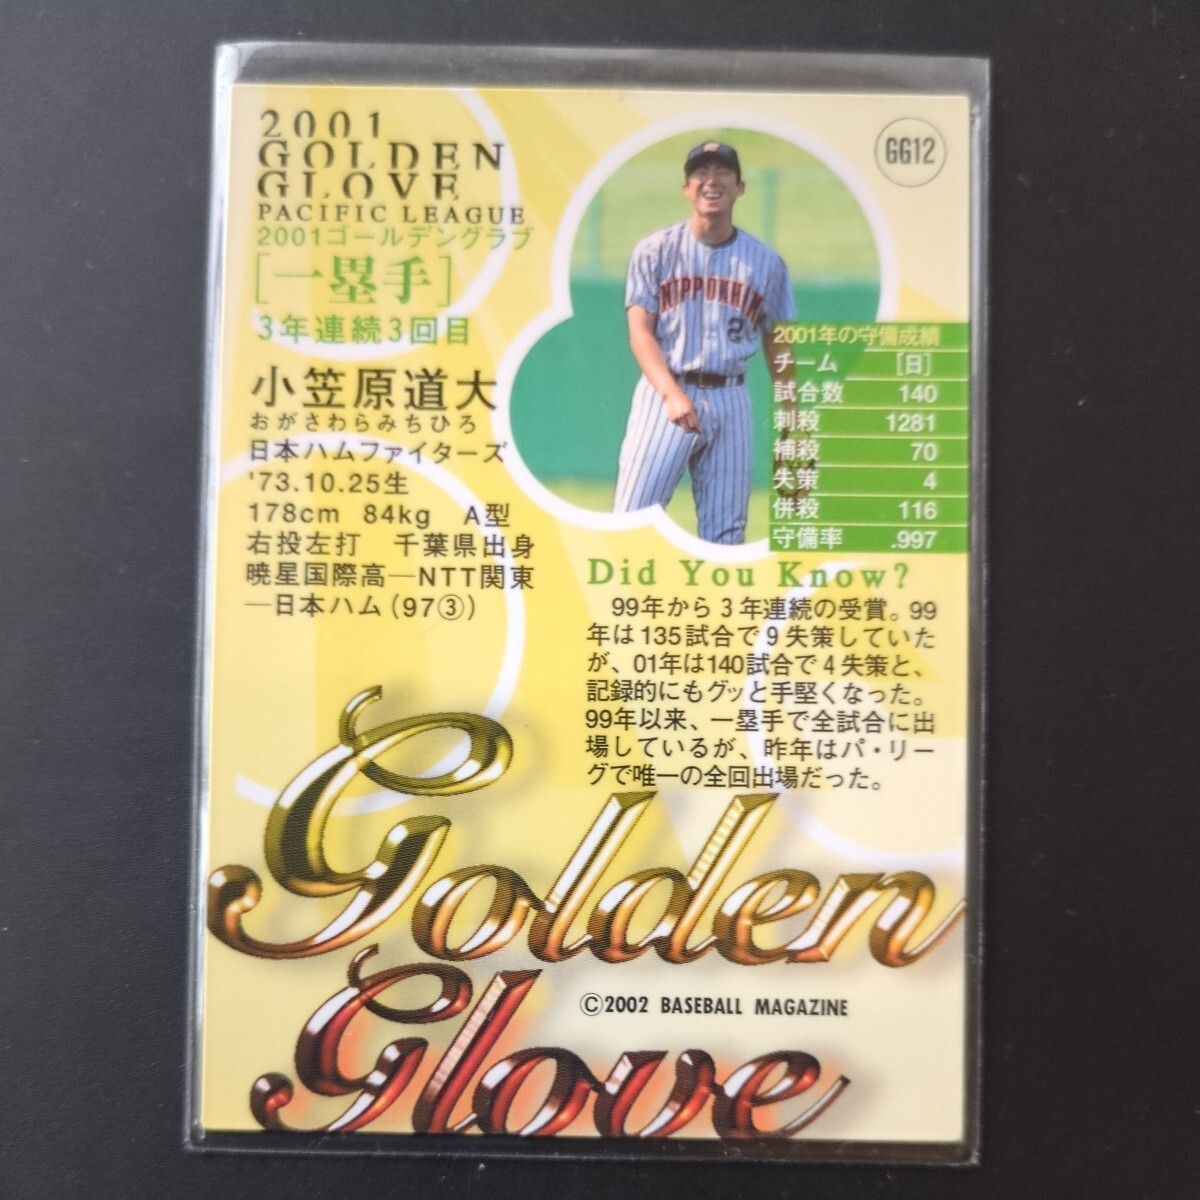 2001
GOLDEN
GLOVE
PACIFIC LEAGUE
2001ゴールデングラブ
[一塁手]
3年連続3回目
小笠原道大
おがさわらみちひろ
日本ハムファイターズ
'73.10.25生
178cm 84kg A型
右投左打 千葉県出身
暁星国際高―NTT関東
―日本ハム(97③)
GG12
NIPPONHAM
2001年の守備成績
チーム [日]
試合数 140
刺殺 1281
補殺 70
失策 4
併殺 116
守備率 .997
Did You Know?
99年から3年連続の受賞。99
年は135試合で9失策していた
が、01年は140試合で4失策と、
記録的にもグッと手堅くなった。
99年以来、一塁手で全試合に出
場しているが、昨年はパ・リー
グで唯一の全回出場だった。
Golden
Glove
©2002 BASEBALL MAGAZINE